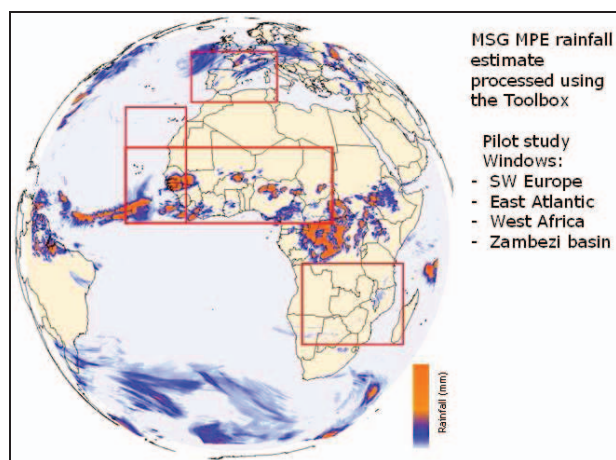 MSG MPE rainfall
estimate
processed using
the Toolbox
Pilot study
Windows:
- SW Europe
- East Atlantic
- West Africa
- Zambezi basin
Rainfall (mm)